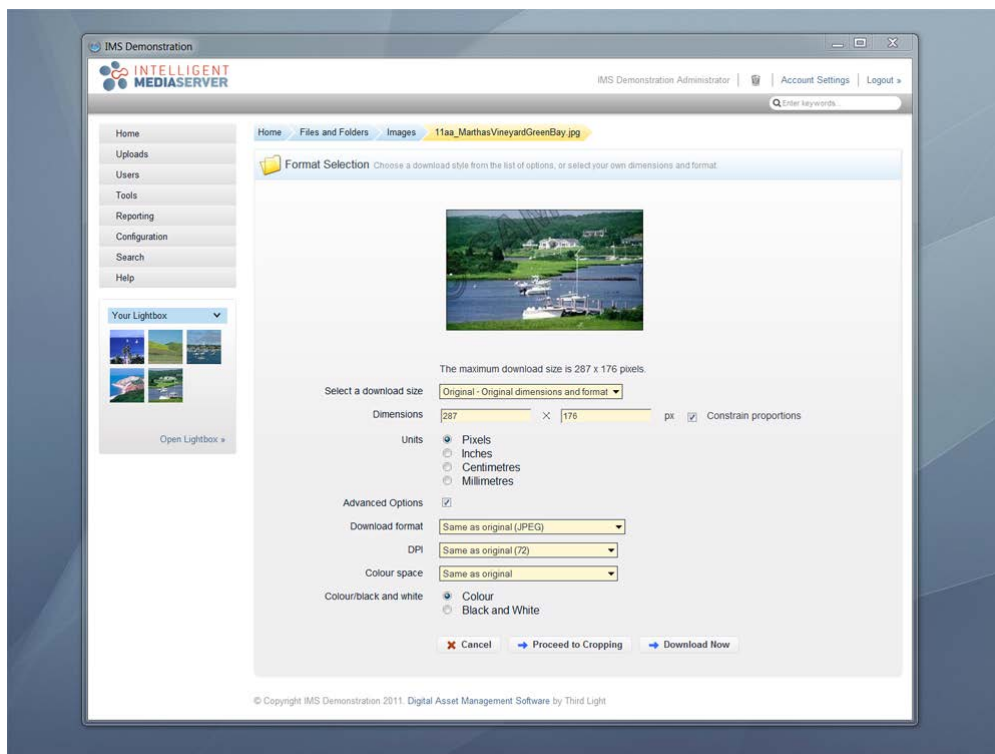 IMS Demonstration
INTELLIGENT
MEDIASERVER
IMS Demonstration Administrator | Account Settings | Logout »
Enter keywords...
Home
Uploads
Users
Tools
Reporting
Configuration
Search
Help
Your Lightbox
Open Lightbox »
Home Files and Folders Images 11aa_MarthasVineyardGreenBay.jpg
Format Selection Choose a download style from the list of options, or select your own dimensions and format.
The maximum download size is 287 x 176 pixels.
Select a download size Original - Original dimensions and format
Dimensions 287 × 176 px Constrain proportions
Units Pixels
Inches
Centimetres
Millimetres
Advanced Options
Download format Same as original (JPEG)
DPI Same as original (72)
Colour space Same as original
Colour/black and white Colour
Black and White
Cancel Proceed to Cropping Download Now
© Copyright IMS Demonstration 2011. Digital Asset Management Software by Third Light